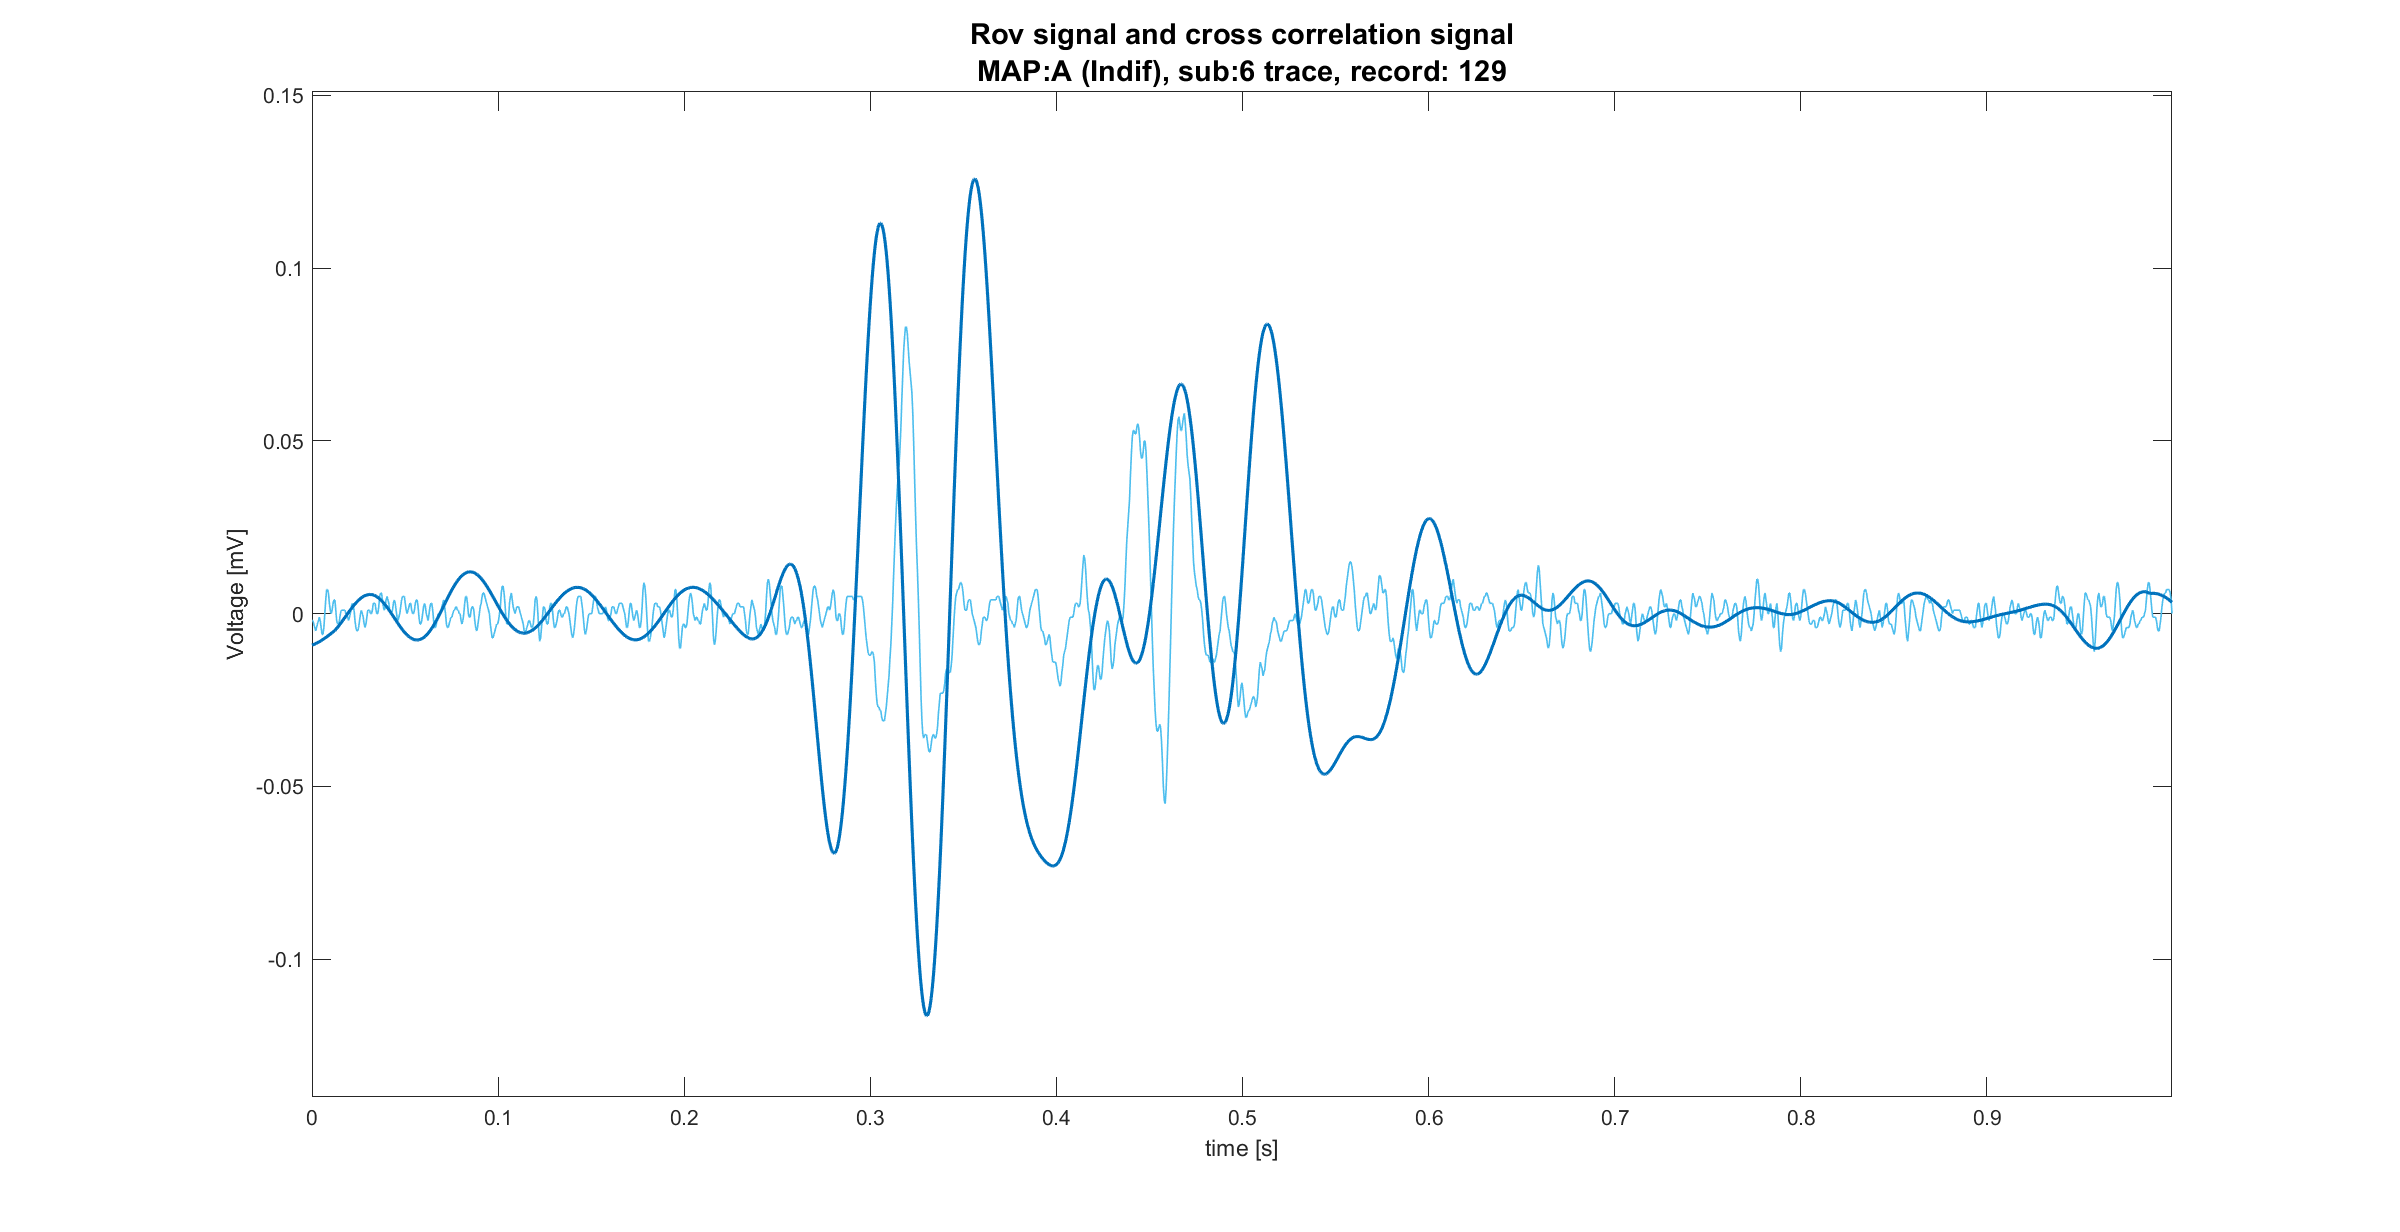 Rov signal and cross correlation signal
MAP:A (Indif), sub:6 trace, record: 129
0.15
0.1
0.05
0
-0.05
-0.1
Voltage [mV]
0 0.1 0.2 0.3 0.4 0.5 0.6 0.7 0.8 0.9
time [s]